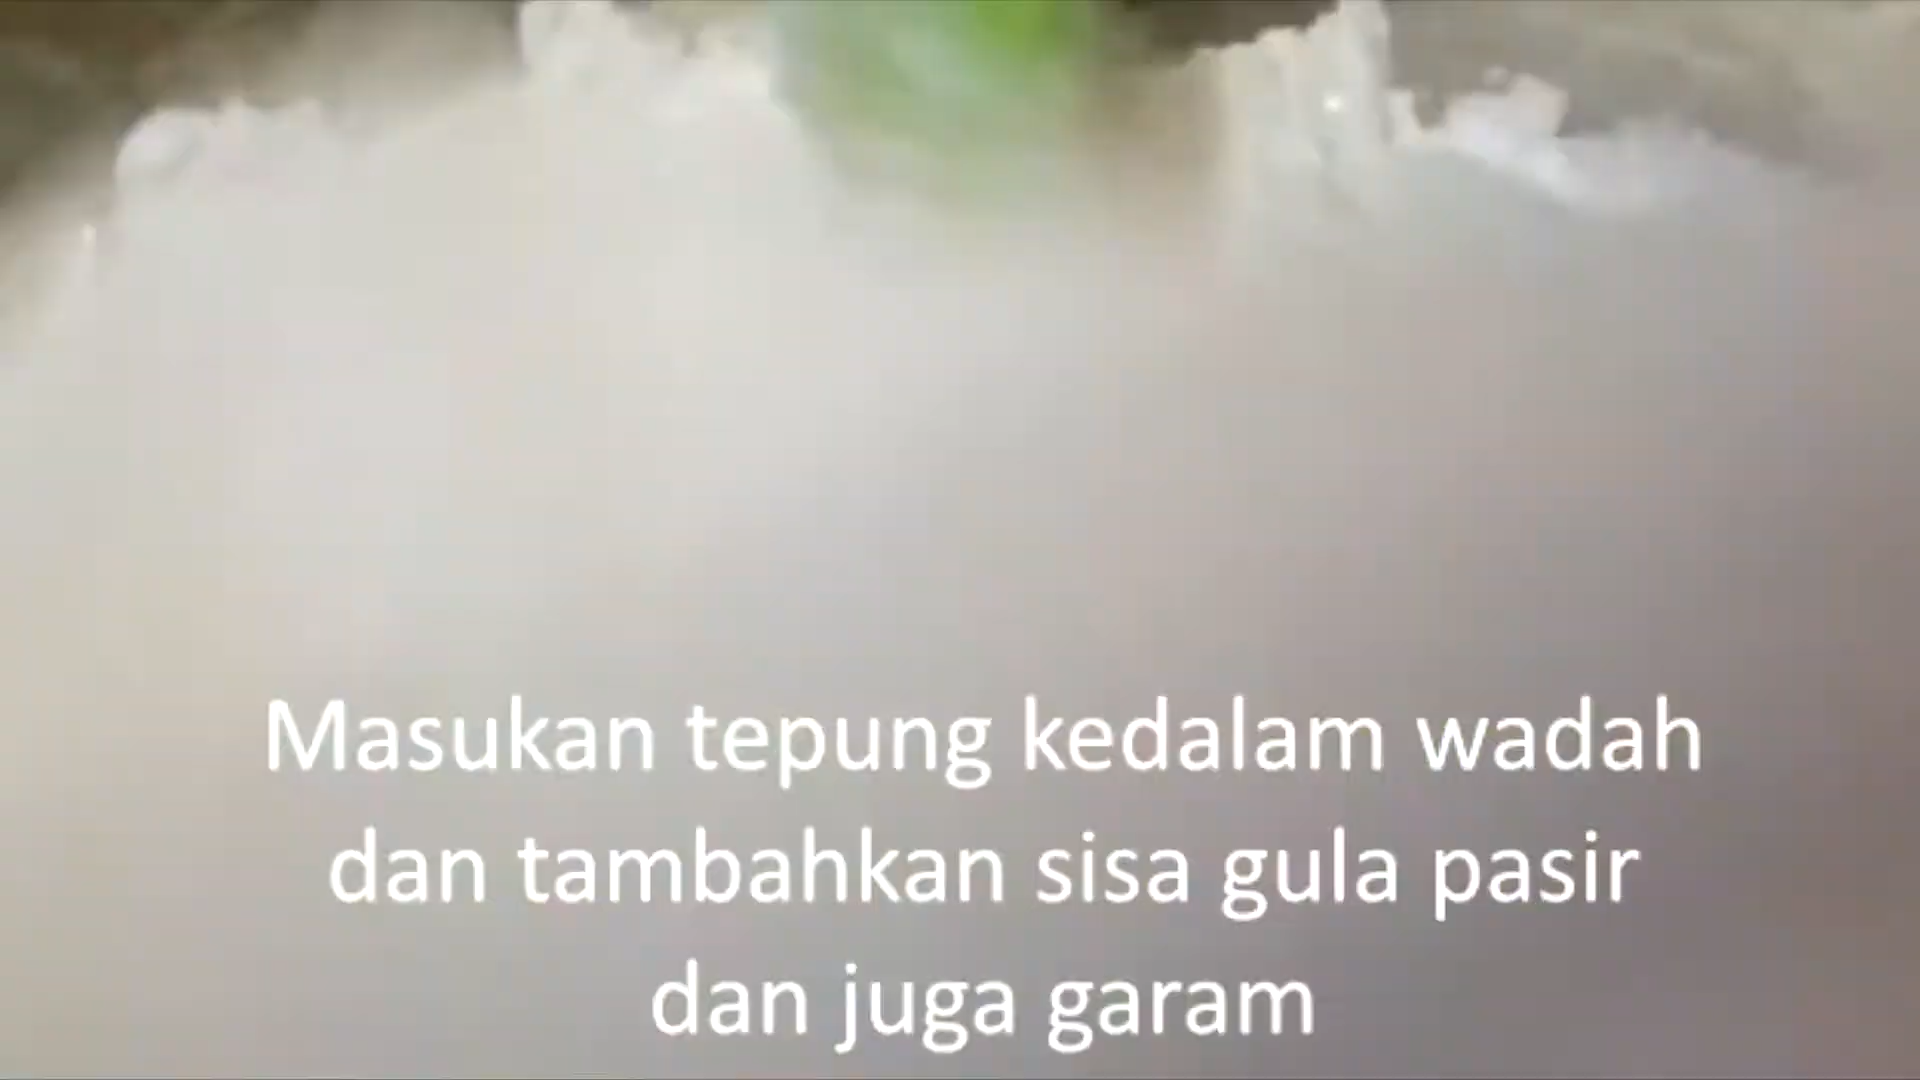 Masukan tepung kedalam wadah
dan tambahkan sisa gula pasir
dan juga garam